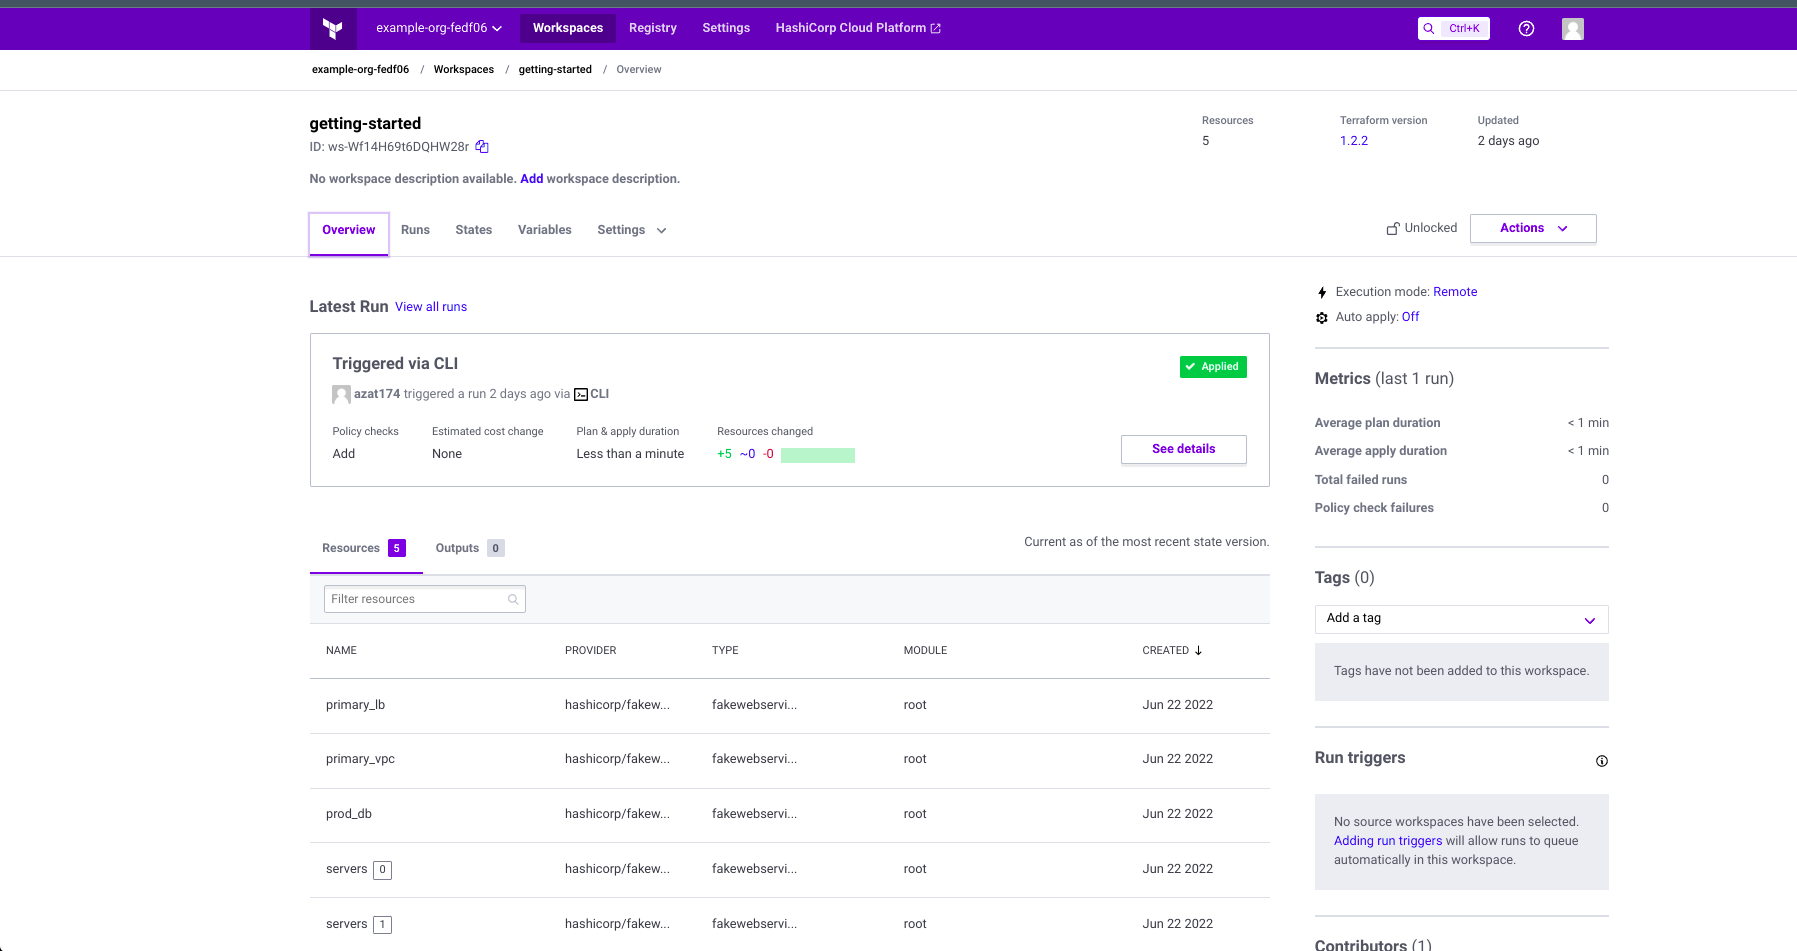 example-org-fedf06 Workspaces Registry Settings HashiCorp Cloud Platform Ctrl+K
example-org-fedf06 / Workspaces / getting-started / Overview
getting-started
ID: ws-Wf14H69t6DQHW28r
No workspace description available. Add workspace description.
Resources Terraform version Updated
5 1.2.2 2 days ago
Overview Runs States Variables Settings
Unlocked Actions
Latest Run View all runs
Triggered via CLI
Applied
azat174 triggered a run 2 days ago via CLI
Policy checks Estimated cost change Plan & apply duration Resources changed
Add None Less than a minute +5 ~0 -0
See details
Resources 5 Outputs 0
Current as of the most recent state version.
Filter resources
NAME PROVIDER TYPE MODULE CREATED
primary_lb hashicorp/fakew... fakewebservi... root Jun 22 2022
primary_vpc hashicorp/fakew... fakewebservi... root Jun 22 2022
prod_db hashicorp/fakew... fakewebservi... root Jun 22 2022
servers 0 hashicorp/fakew... fakewebservi... root Jun 22 2022
servers 1 hashicorp/fakew... fakewebservi... root Jun 22 2022
Execution mode: Remote
Auto apply: Off
Metrics (last 1 run)
Average plan duration < 1 min
Average apply duration < 1 min
Total failed runs 0
Policy check failures 0
Tags (0)
Add a tag
Tags have not been added to this workspace.
Run triggers
No source workspaces have been selected.
Adding run triggers will allow runs to queue
automatically in this workspace.
Contributors (1)